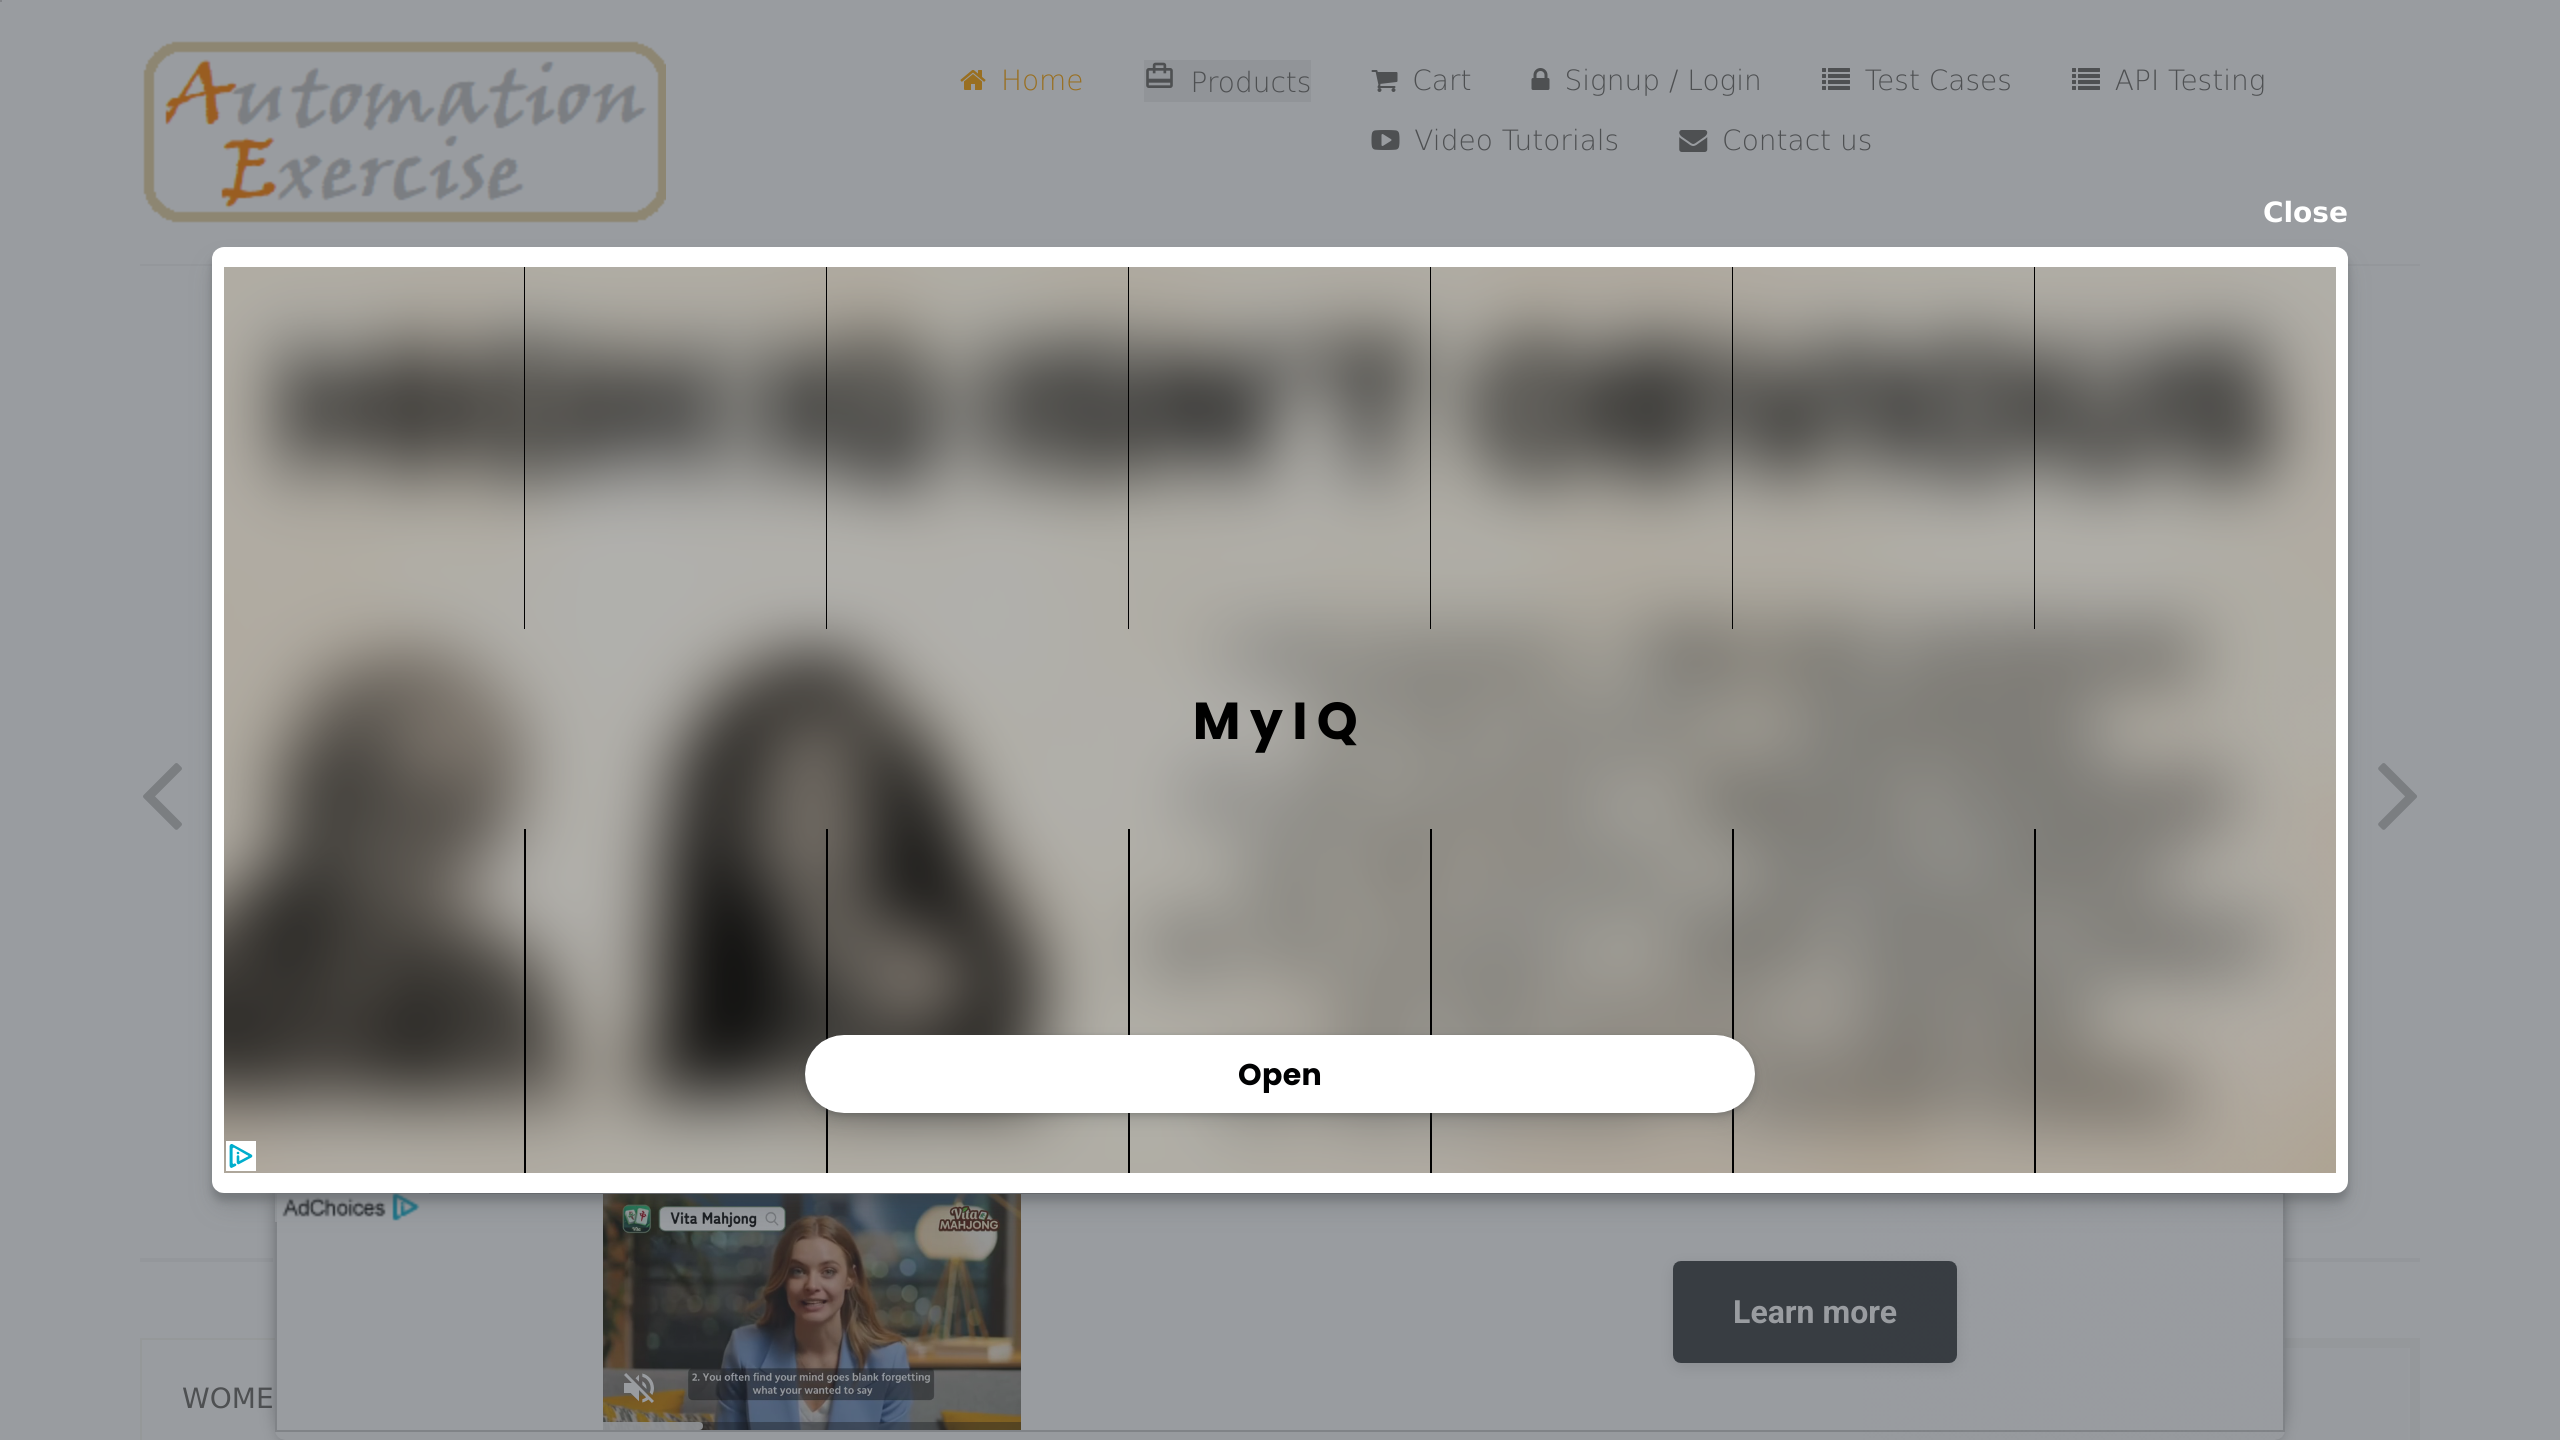 Automation
Exercise
Home
Products
Cart
Signup / Login
Test Cases
API Testing
Video Tutorials
Contact us
Close
MyIQ
Open
AdChoices
Vita Mahjong
Vita
MAHJONG
2. You often find your mind goes blank forgetting
what your wanted to say
Learn more
WOME